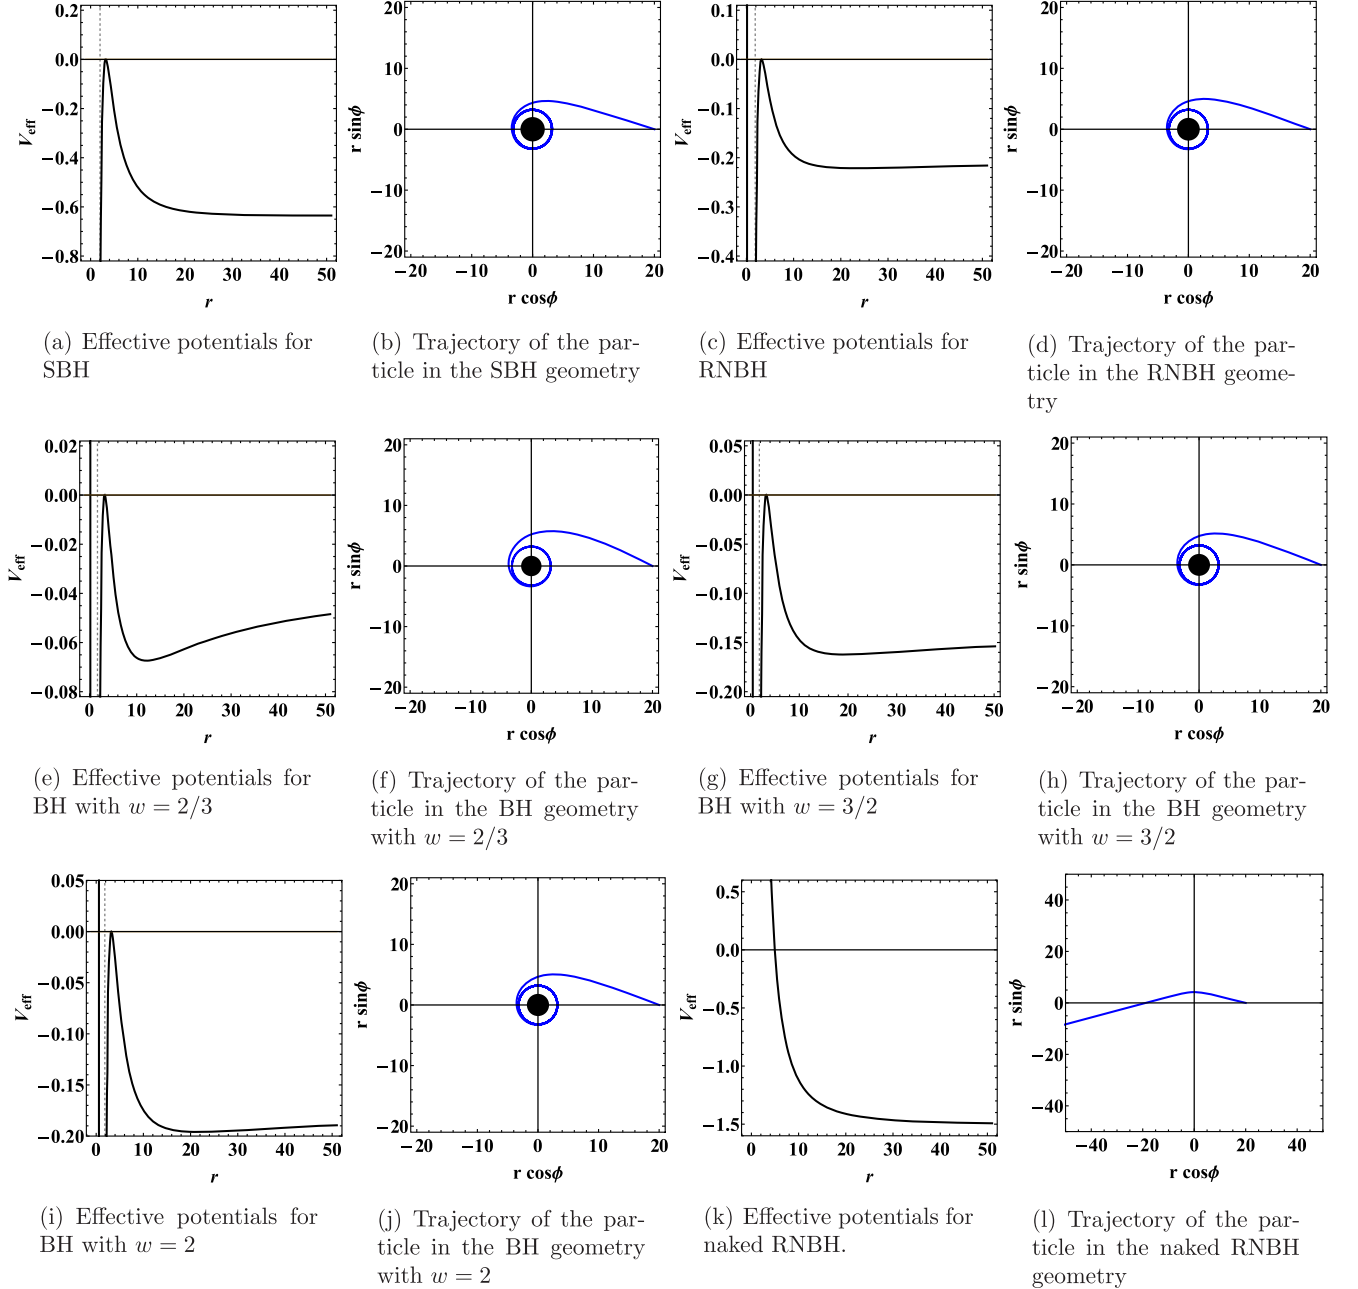 0.2
0.0
−0.2
−0.4
−0.6
−0.8
V_eff
0 10 20 30 40 50
r
20
10
0
−10
−20
r sinϕ
−20 −10 0 10 20
r cosϕ
0.1
0.0
−0.1
−0.2
−0.3
−0.4
V_eff
0 10 20 30 40 50
r
20
10
0
−10
−20
r sinϕ
−20 −10 0 10 20
r cosϕ
(a) Effective potentials for
SBH
(b) Trajectory of the par-
ticle in the SBH geometry
(c) Effective potentials for
RNBH
(d) Trajectory of the par-
ticle in the RNBH geome-
try
0.02
0.00
−0.02
−0.04
−0.06
−0.08
V_eff
0 10 20 30 40 50
r
20
10
0
−10
−20
r sinϕ
−20 −10 0 10 20
r cosϕ
0.05
0.00
−0.05
−0.10
−0.15
−0.20
V_eff
0 10 20 30 40 50
r
20
10
0
−10
−20
r sinϕ
−20 −10 0 10 20
r cosϕ
(e) Effective potentials for
BH with w = 2/3
(f) Trajectory of the par-
ticle in the BH geometry
with w = 2/3
(g) Effective potentials for
BH with w = 3/2
(h) Trajectory of the par-
ticle in the BH geometry
with w = 3/2
0.05
0.00
−0.05
−0.10
−0.15
−0.20
V_eff
0 10 20 30 40 50
r
20
10
0
−10
−20
r sinϕ
−20 −10 0 10 20
r cosϕ
0.5
0.0
−0.5
−1.0
−1.5
V_eff
0 10 20 30 40 50
r
40
20
0
−20
−40
r sinϕ
−40 −20 0 20 40
r cosϕ
(i) Effective potentials for
BH with w = 2
(j) Trajectory of the par-
ticle in the BH geometry
with w = 2
(k) Effective potentials for
naked RNBH.
(l) Trajectory of the par-
ticle in the naked RNBH
geometry